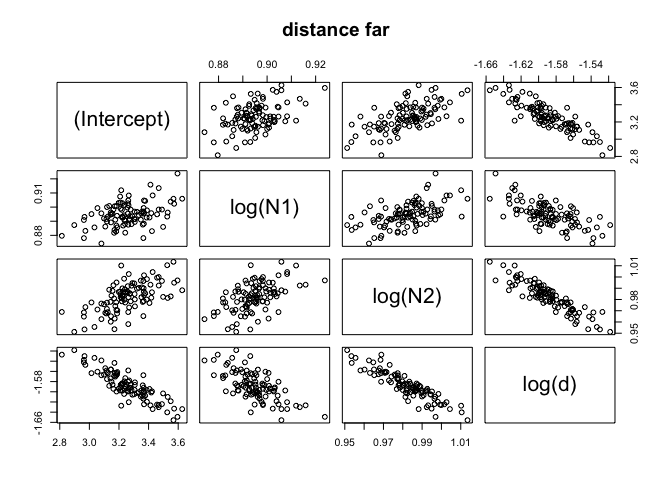 distance far
0.88 0.90 0.92 -1.66 -1.62 -1.58 -1.54
(Intercept) 2.8 3.2 3.6
0.88 0.91 log(N1)
log(N2) 0.95 0.98 1.01
-1.66 -1.58 log(d)
2.8 3.0 3.2 3.4 3.6 0.95 0.97 0.99 1.01